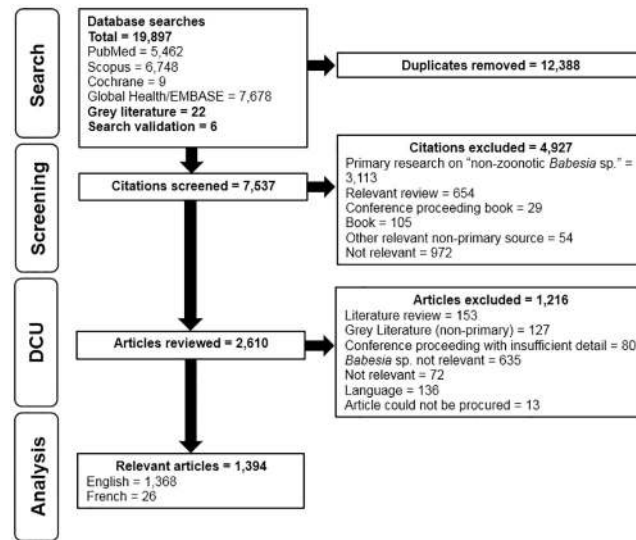 Search
Database searches
Total = 19,897
PubMed = 5,462
Scopus = 6,748
Cochrane = 9
Global Health/EMBASE = 7,678
Grey literature = 22
Search validation = 6
Duplicates removed = 12,388
Screening
Citations screened = 7,537
Citations excluded = 4,927
Primary research on "non-zoonotic Babesia sp." =
3,113
Relevant review = 654
Conference proceeding book = 29
Book = 105
Other relevant non-primary source = 54
Not relevant = 972
DCU
Articles reviewed = 2,610
Articles excluded = 1,216
Literature review = 153
Grey Literature (non-primary) = 127
Conference proceeding with insufficient detail = 80
Babesia sp. not relevant = 635
Not relevant = 72
Language = 136
Article could not be procured = 13
Analysis
Relevant articles = 1,394
English = 1,368
French = 26